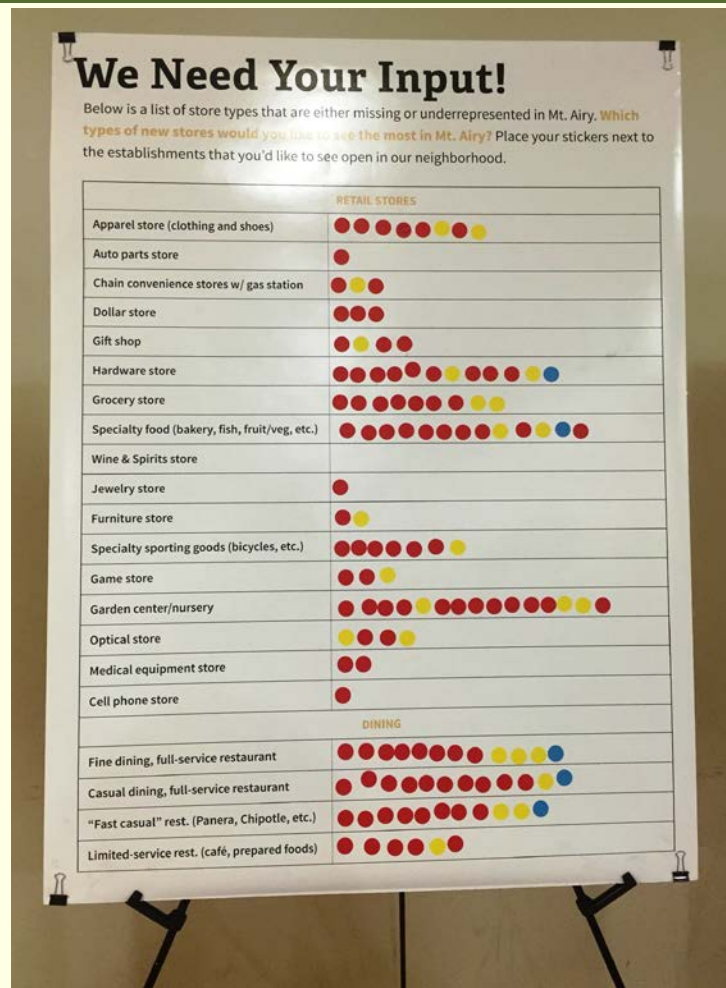 We Need Your Input!
Below is a list of store types that are either missing or underrepresented in Mt. Airy. Which
types of new stores would you like to see the most in Mt. Airy? Place your stickers next to
the establishments that you'd like to see open in our neighborhood.
RETAIL STORES
Apparel store (clothing and shoes)
Auto parts store
Chain convenience stores w/ gas station
Dollar store
Gift shop
Hardware store
Grocery store
Specialty food (bakery, fish, fruit/veg, etc.)
Wine & Spirits store
Jewelry store
Furniture store
Specialty sporting goods (bicycles, etc.)
Game store
Garden center/nursery
Optical store
Medical equipment store
Cell phone store
DINING
Fine dining, full-service restaurant
Casual dining, full-service restaurant
"Fast casual" rest. (Panera, Chipotle, etc.)
Limited-service rest. (café, prepared foods)